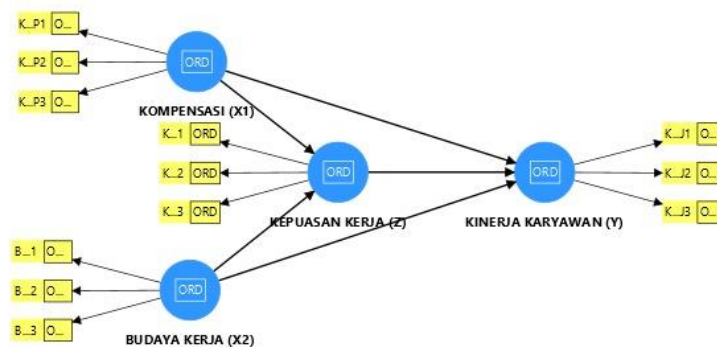 K...P1 O...
K...P2 O...
K...P3 O...
ORD
KOMPENSASI (X1)
K...1 ORD
K...2 ORD
K...3 ORD
ORD
KEPUASAN KERJA (Z)
ORD
KINERJA KARYAWAN (Y)
K...J1 O...
K...J2 O...
K...J3 O...
B...1 O...
B...2 O...
B...3 O...
ORD
BUDAYA KERJA (X2)